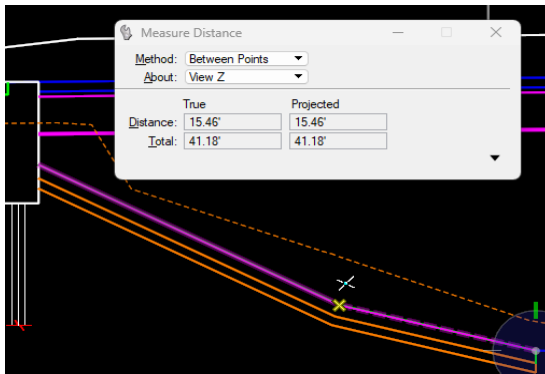 Measure Distance
Method: Between Points
About: View Z
True Projected
Distance: 15.46' 15.46'
Total: 41.18' 41.18'